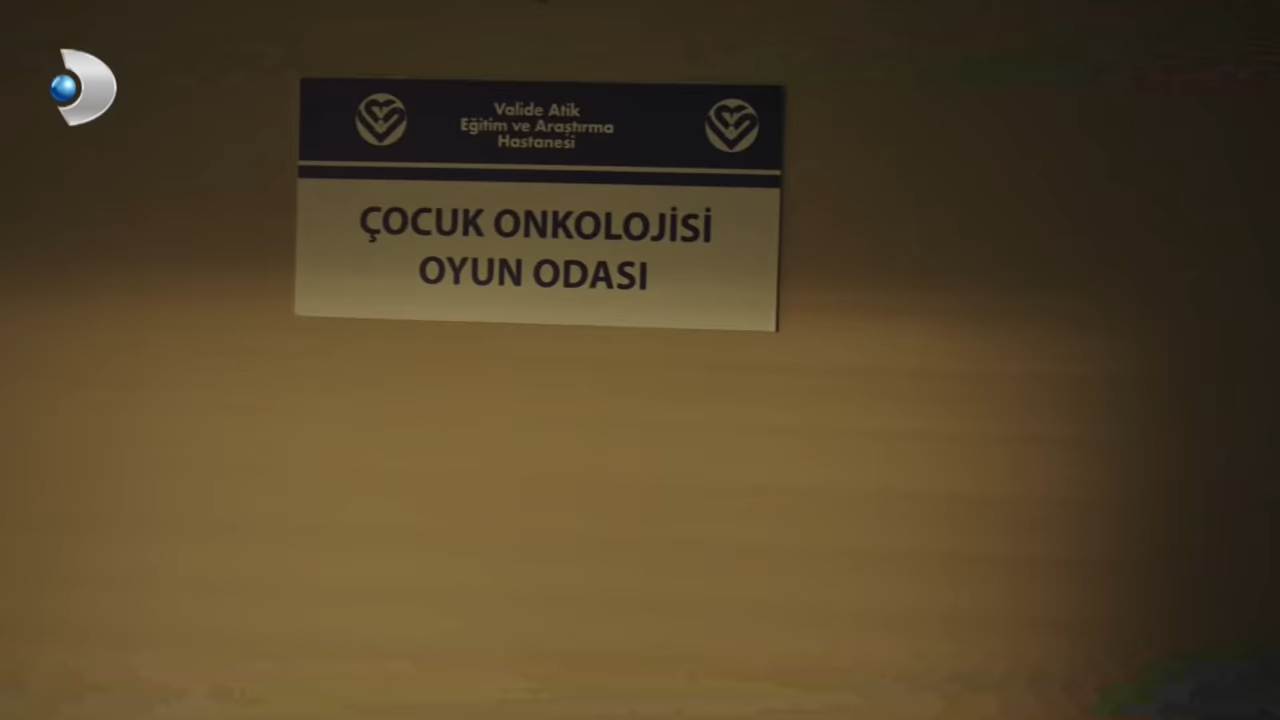 Valide Atik
Eğitim ve Araştırma
Hastanesi
ÇOCUK ONKOLOJİSİ
OYUN ODASI